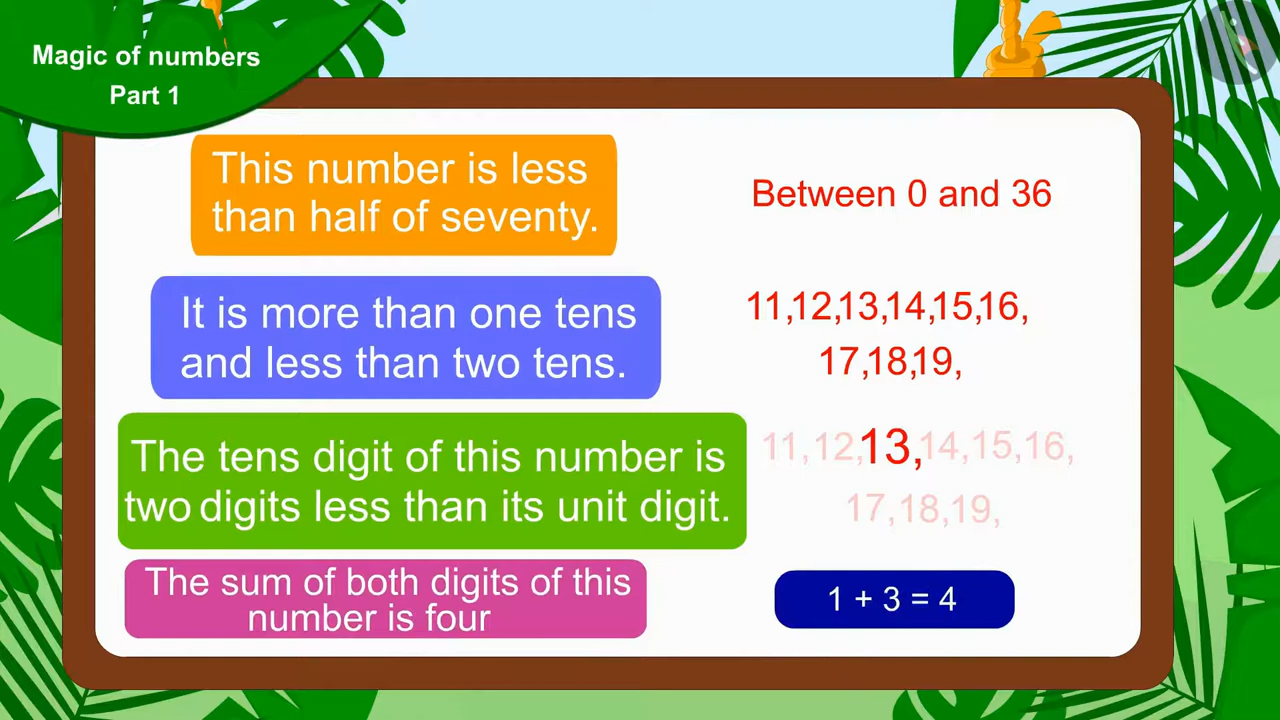 Magic of numbers
Part 1
This number is less
than half of seventy.
Between 0 and 36
It is more than one tens
and less than two tens.
11,12,13,14,15,16,
17,18,19,
The tens digit of this number is
two digits less than its unit digit.
11,12,13,14,15,16,
17,18,19,
The sum of both digits of this
number is four
1 + 3 = 4